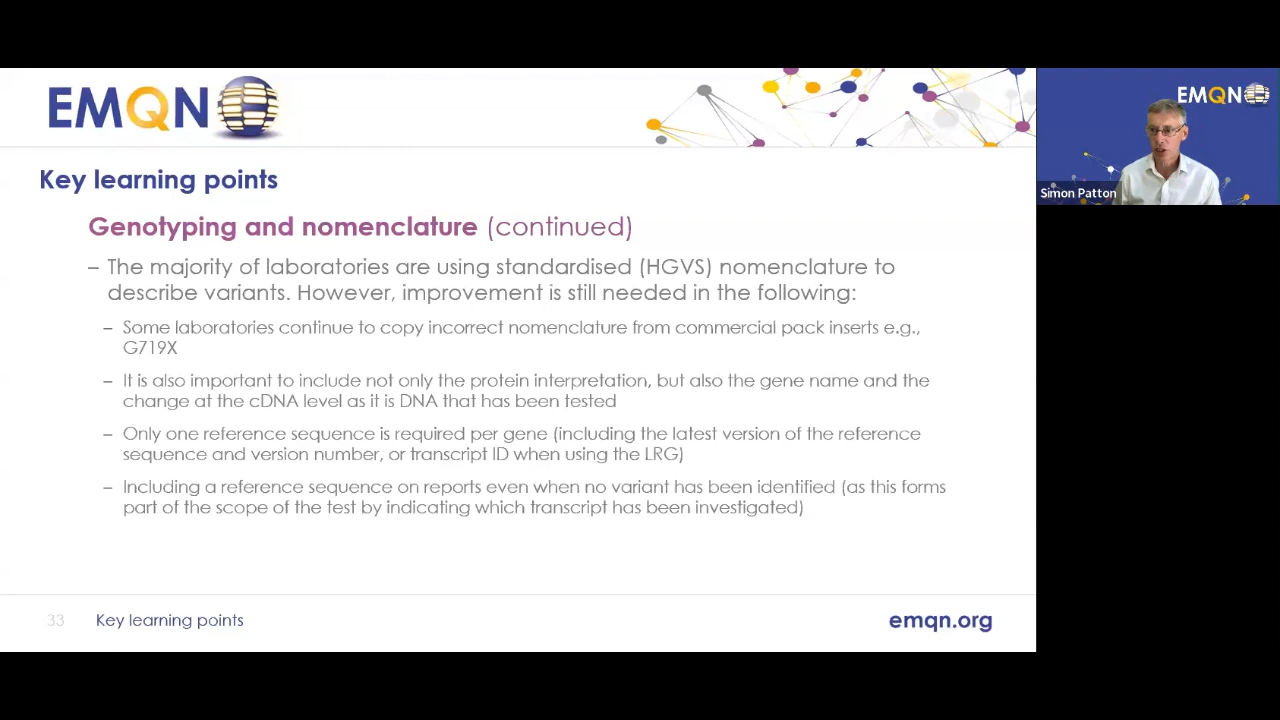 EMQN
EMQN
Simon Patton
Key learning points
Genotyping and nomenclature (continued)
– The majority of laboratories are using standardised (HGVS) nomenclature to
describe variants. However, improvement is still needed in the following:
– Some laboratories continue to copy incorrect nomenclature from commercial pack inserts e.g.,
G719X
– It is also important to include not only the protein interpretation, but also the gene name and the
change at the cDNA level as it is DNA that has been tested
– Only one reference sequence is required per gene (including the latest version of the reference
sequence and version number, or transcript ID when using the LRG)
– Including a reference sequence on reports even when no variant has been identified (as this forms
part of the scope of the test by indicating which transcript has been investigated)
33 Key learning points
emqn.org